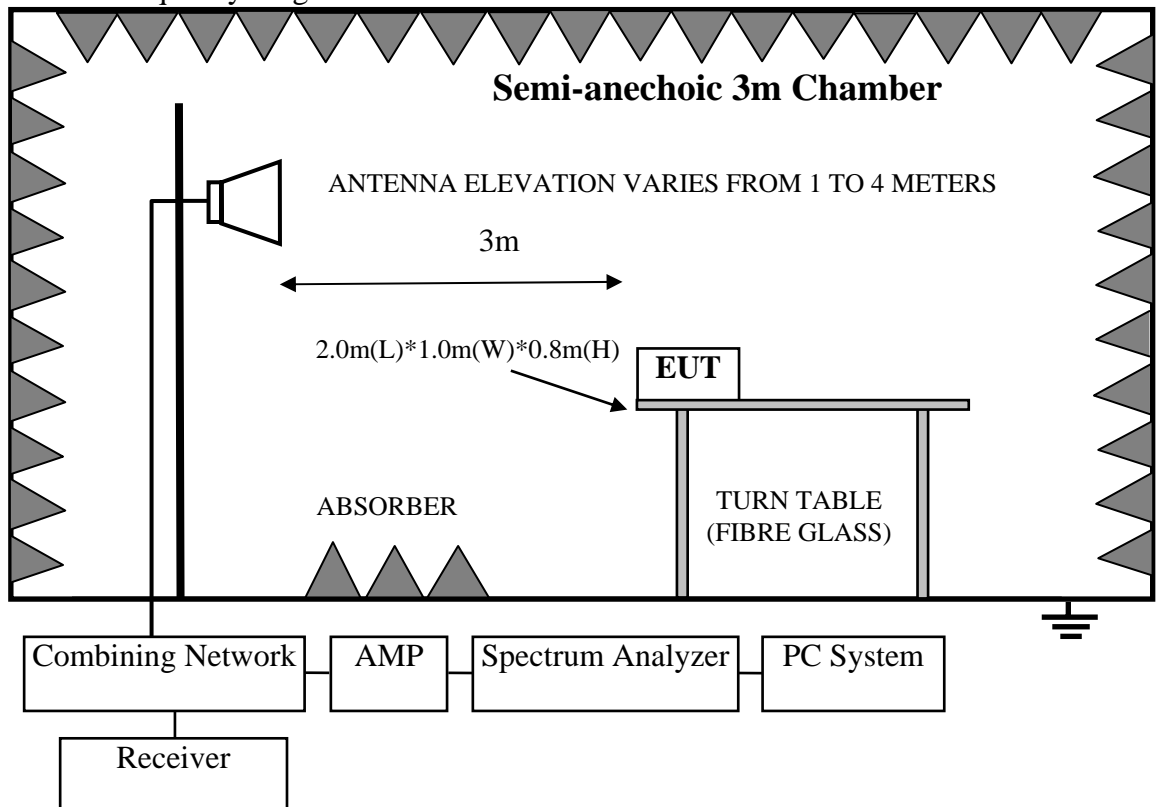 Semi-anechoic 3m Chamber
ANTENNA ELEVATION VARIES FROM 1 TO 4 METERS
3m
2.0m(L)*1.0m(W)*0.8m(H)
EUT
ABSORBER
TURN TABLE
(FIBRE GLASS)
Combining Network
AMP
Spectrum Analyzer
PC System
Receiver